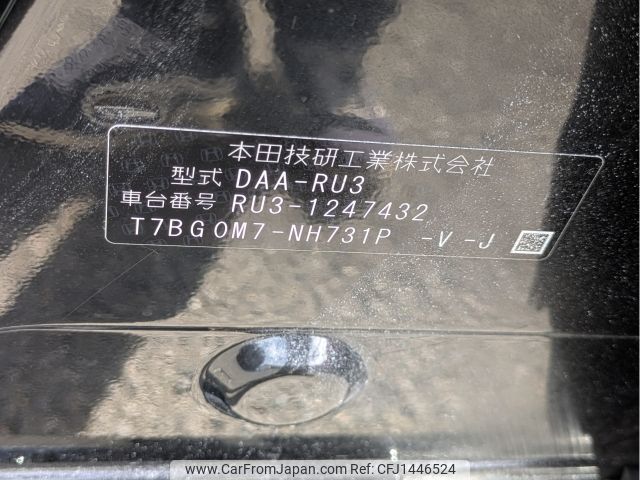 本田技研工業株式会社
型式 DAA-RU3
車台番号 RU3-1247432
T7BG0M7-NH731P -V -J
www.CarFromJapan.com | CFJ1446524